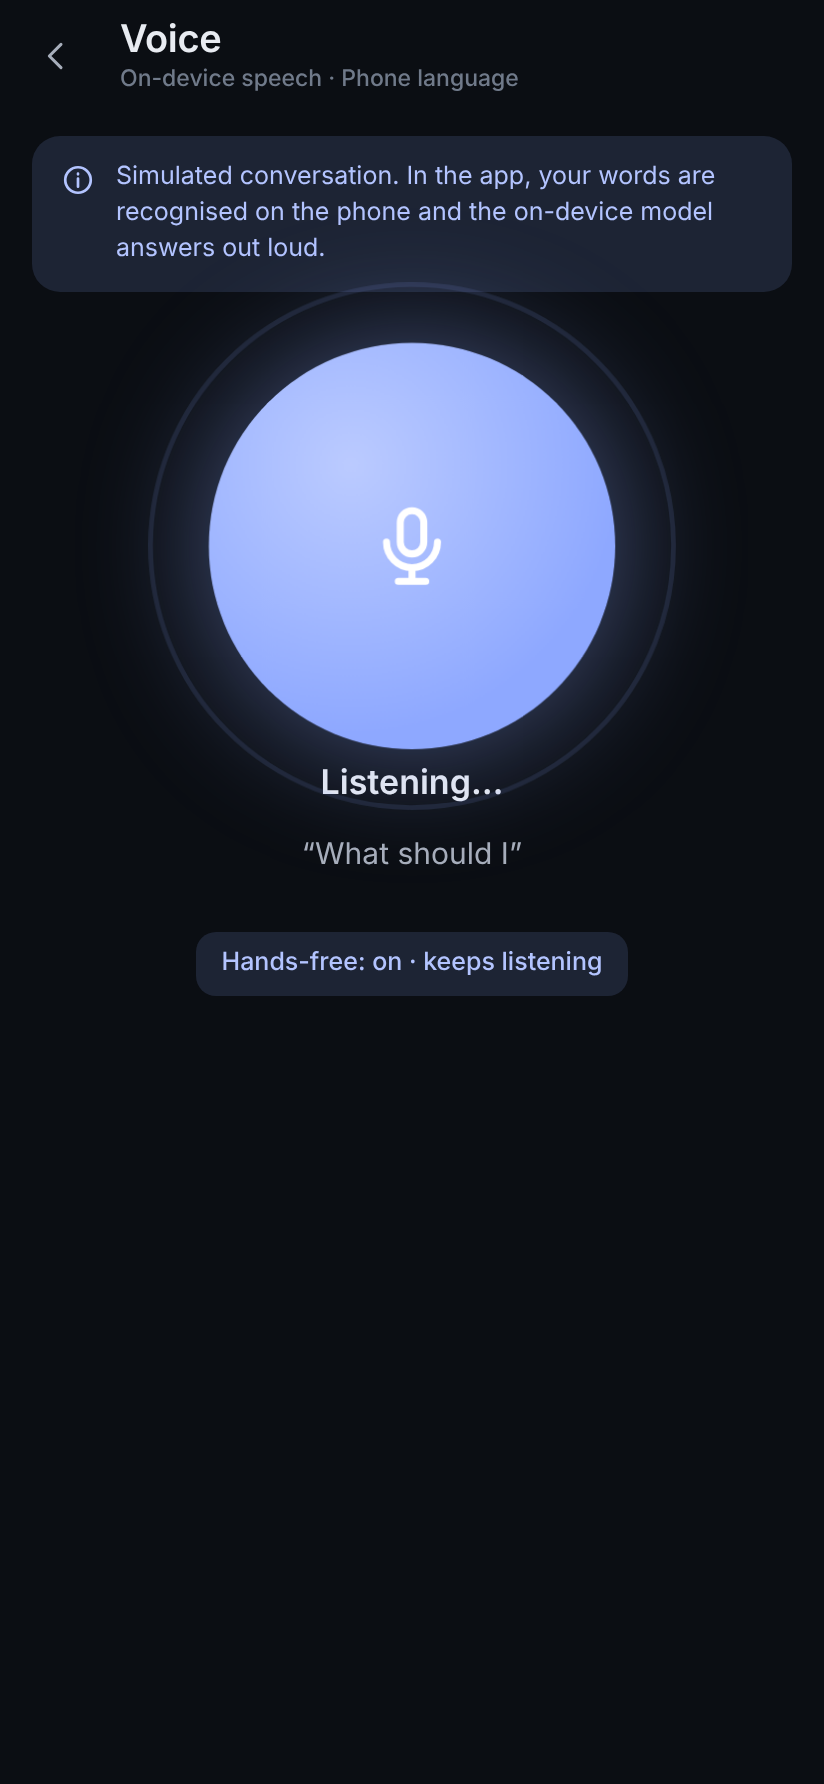 Voice
On-device speech · Phone language
Simulated conversation. In the app, your words are
recognised on the phone and the on-device model
answers out loud.
Listening...
“What should I”
Hands-free: on · keeps listening